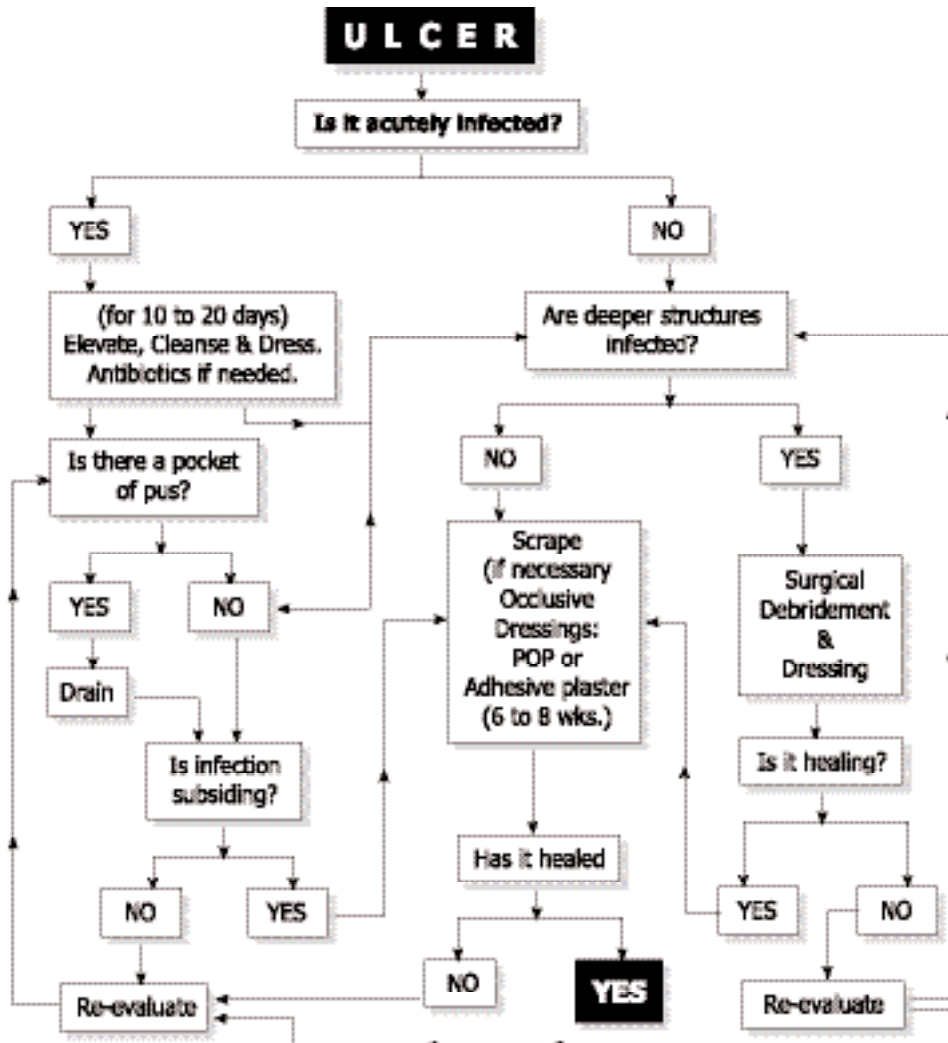 ULCER
Is it acutely infected?
YES
NO
(for 10 to 20 days)
Elevate, Cleanse & Dress.
Antibiotics if needed.
Are deeper structures
infected?
Is there a pocket
of pus?
NO
YES
YES
NO
Scrape
(if necessary
Occlusive
Dressings:
POP or
Adhesive plaster
(6 to 8 wks.)
Surgical
Debridement
&
Dressing
Drain
Is infection
subsiding?
Is it healing?
Has it healed
NO
YES
YES
NO
NO
YES
Re-evaluate
Re-evaluate